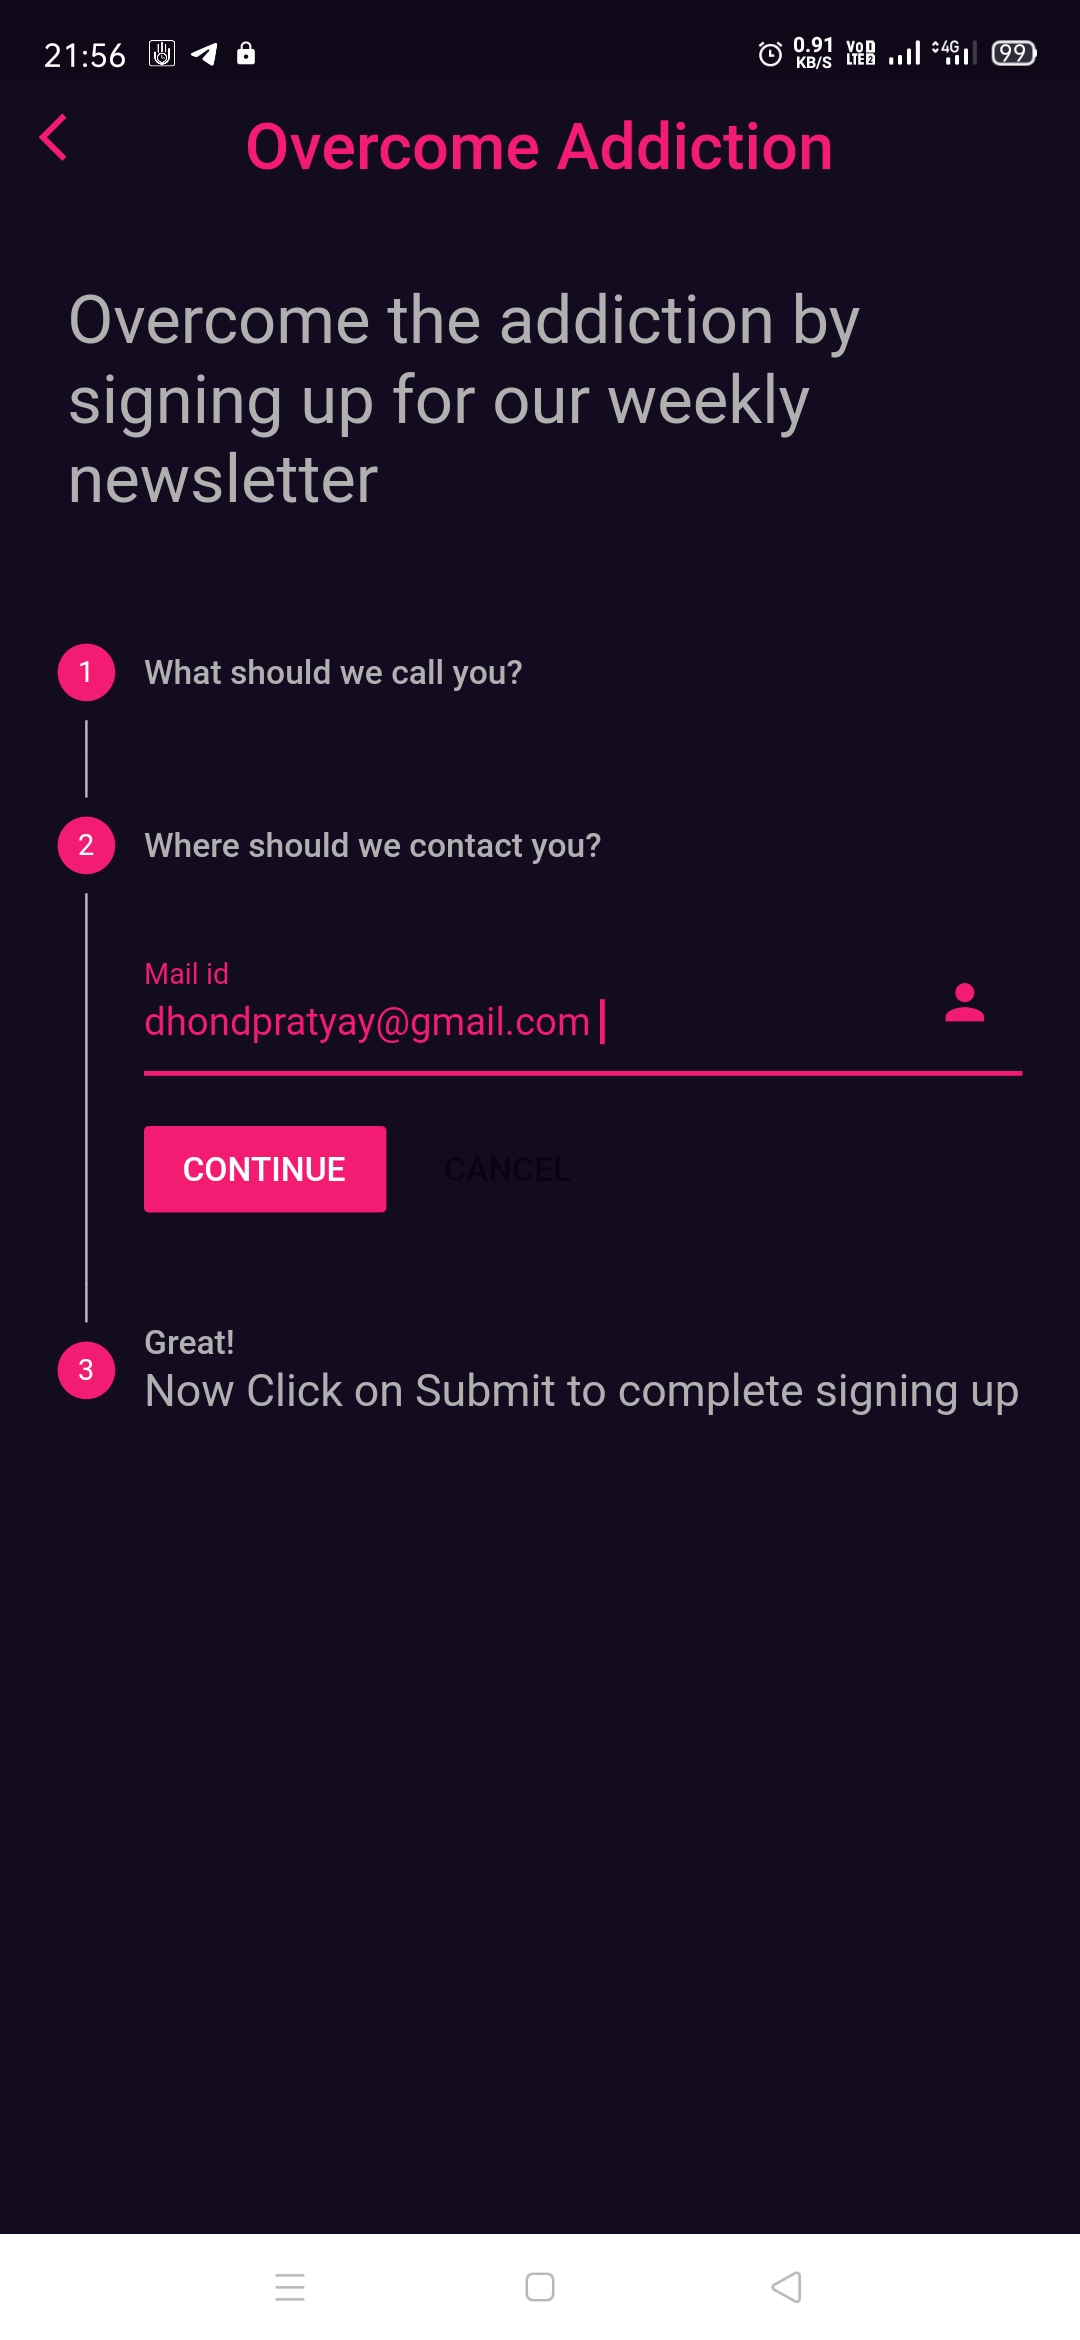 21:56 0.91 KB/S VoD LTE2 4G 99
Overcome Addiction
Overcome the addiction by
signing up for our weekly
newsletter
1 What should we call you?
2 Where should we contact you?
Mail id
dhondpratyay@gmail.com
CONTINUE CANCEL
Great!
3 Now Click on Submit to complete signing up